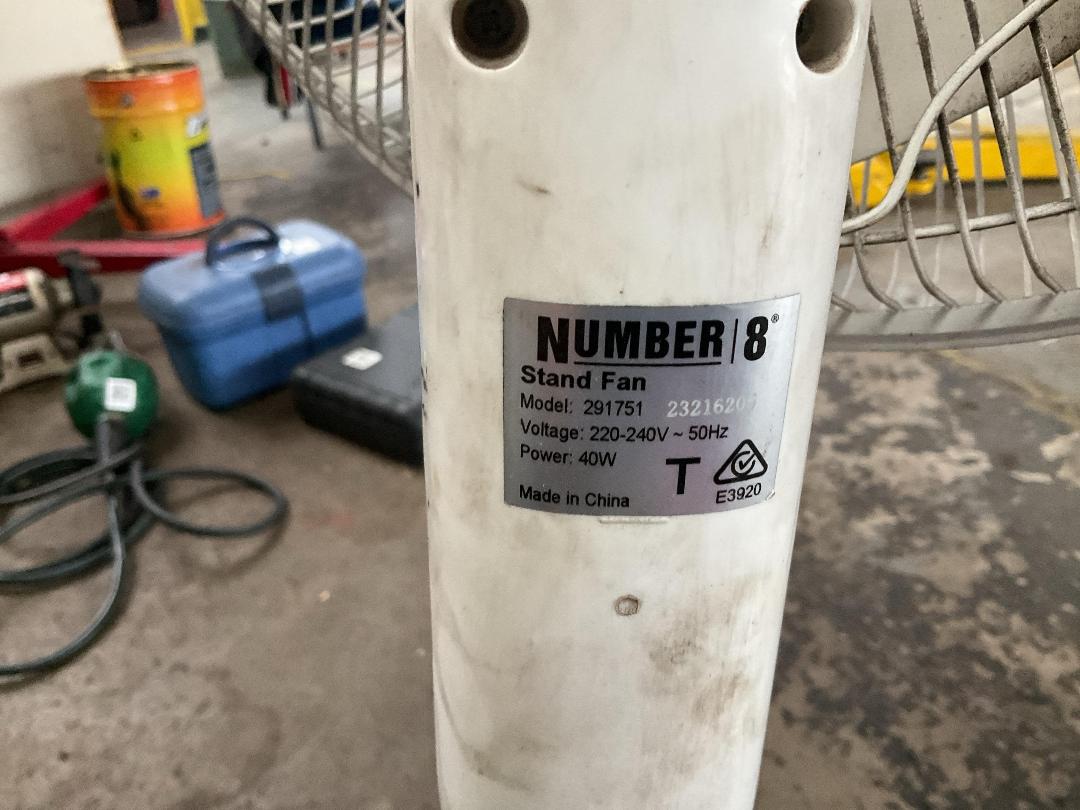 NUMBER|8®
Stand Fan
Model: 291751
Voltage: 220-240V ~ 50Hz
Power: 40W
T
Made in China
E3920